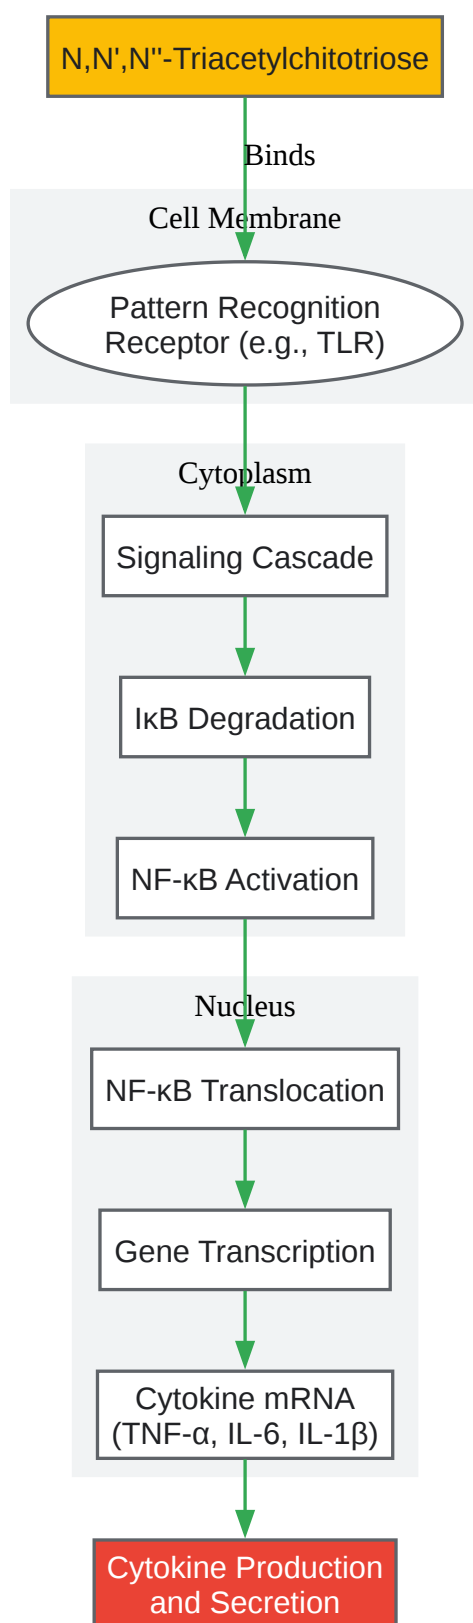 N,N',N''-Triacetylchitotriose
Binds
Cell Membrane
Pattern Recognition
Receptor (e.g., TLR)
Cytoplasm
Signaling Cascade
IκB Degradation
NF-κB Activation
Nucleus
NF-κB Translocation
Gene Transcription
Cytokine mRNA
(TNF-α, IL-6, IL-1β)
Cytokine Production
and Secretion